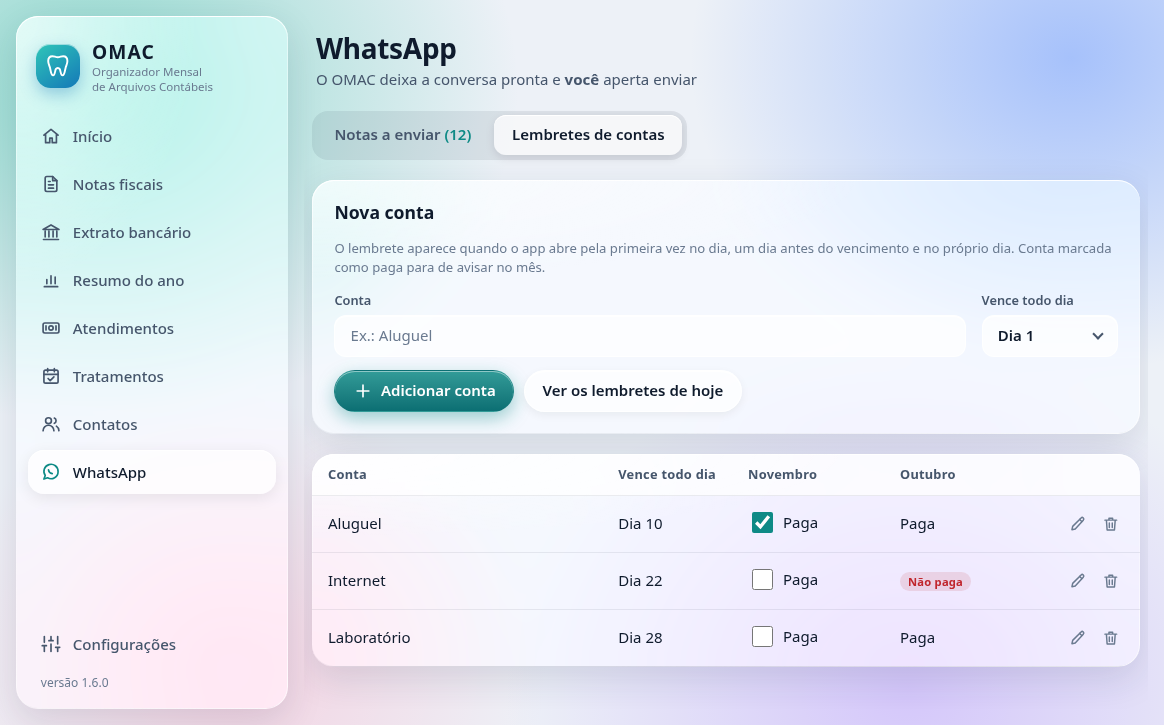 OMAC
Organizador Mensal
de Arquivos Contábeis
Início
Notas fiscais
Extrato bancário
Resumo do ano
Atendimentos
Tratamentos
Contatos
WhatsApp
Configurações
versão 1.6.0
WhatsApp
O OMAC deixa a conversa pronta e você aperta enviar
Notas a enviar (12) Lembretes de contas
Nova conta
O lembrete aparece quando o app abre pela primeira vez no dia, um dia antes do vencimento e no próprio dia. Conta marcada
como paga para de avisar no mês.
Conta Vence todo dia
Ex.: Aluguel Dia 1
Adicionar conta Ver os lembretes de hoje
Conta Vence todo dia Novembro Outubro
Aluguel Dia 10 Paga Paga
Internet Dia 22 Paga Não paga
Laboratório Dia 28 Paga Paga